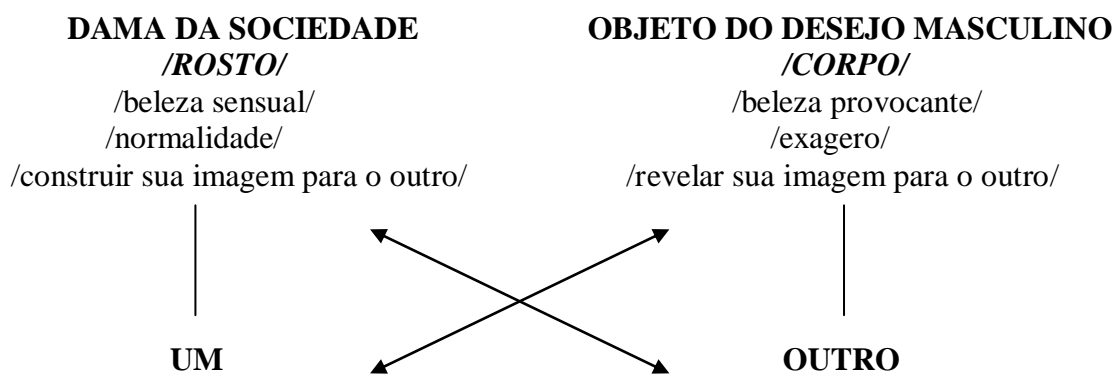 DAMA DA SOCIEDADE
/ROSTO/
/beleza sensual/
/normalidade/
/construir sua imagem para o outro/
OBJETO DO DESEJO MASCULINO
/CORPO/
/beleza provocante/
/exagero/
/revelar sua imagem para o outro/
UM
OUTRO